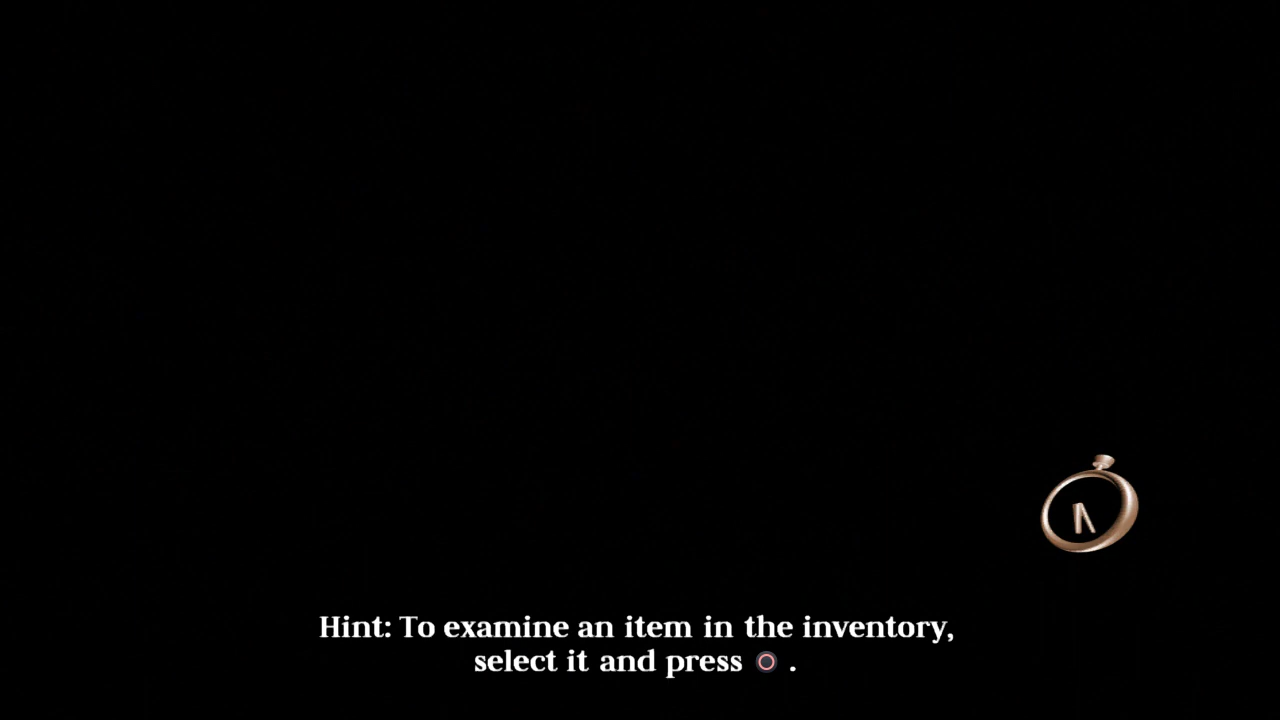 Hint: To examine an item in the inventory,
select it and press ⭘ .